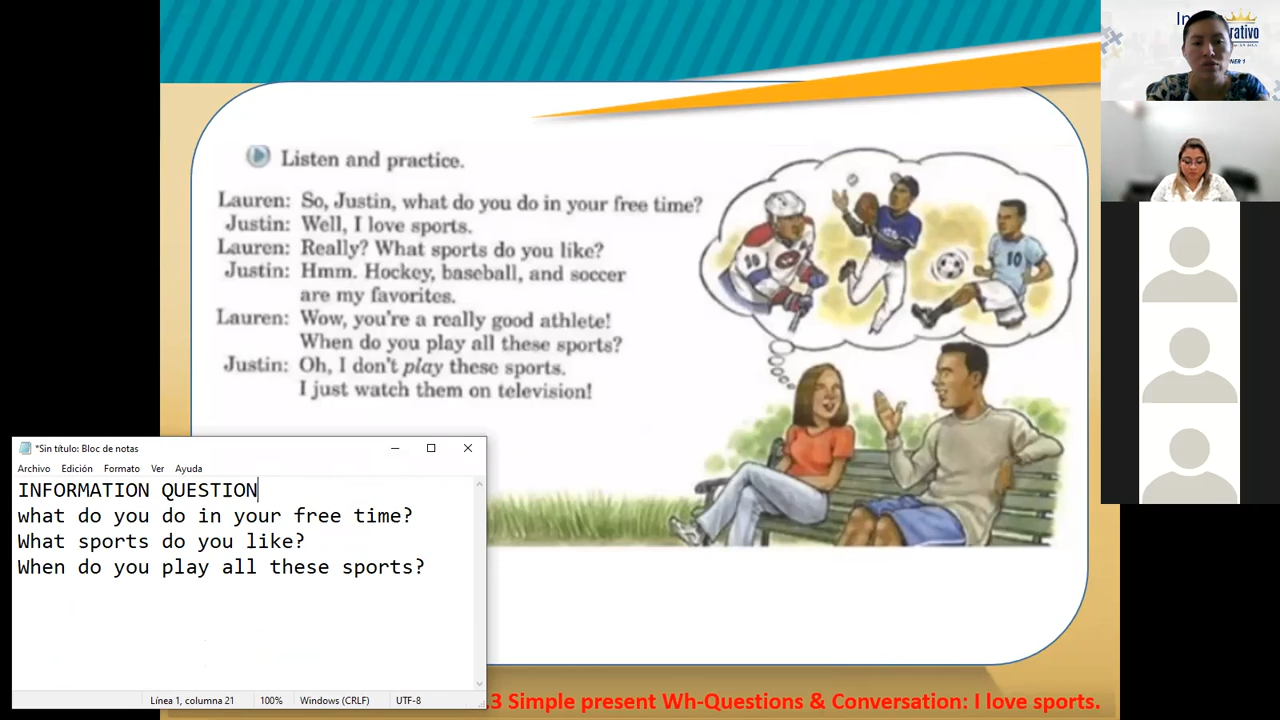 Listen and practice.
Lauren: So, Justin, what do you do in your free time?
Justin: Well, I love sports.
Lauren: Really? What sports do you like?
Justin: Hmm. Hockey, baseball, and soccer
are my favorites.
Lauren: Wow, you're a really good athlete!
When do you play all these sports?
Justin: Oh, I don't play these sports.
I just watch them on television!
10
10
*Sin título: Bloc de notas
Archivo Edición Formato Ver Ayuda
INFORMATION QUESTION
what do you do in your free time?
What sports do you like?
When do you play all these sports?
Línea 1, columna 21 100% Windows (CRLF) UTF-8
.3 Simple present Wh-Questions & Conversation: I love sports.